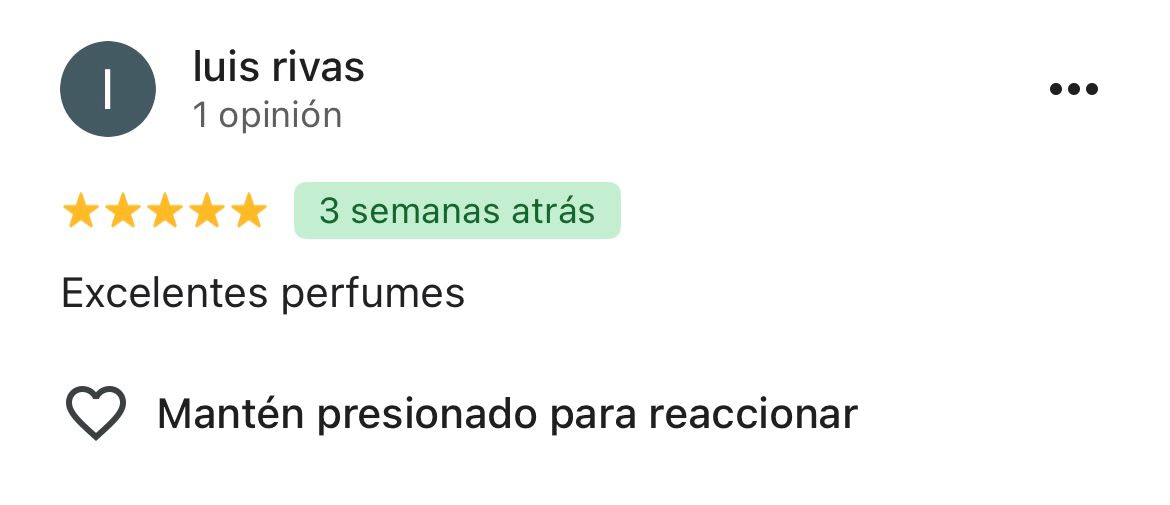 l
luis rivas
1 opinión
3 semanas atrás
Excelentes perfumes
Mantén presionado para reaccionar